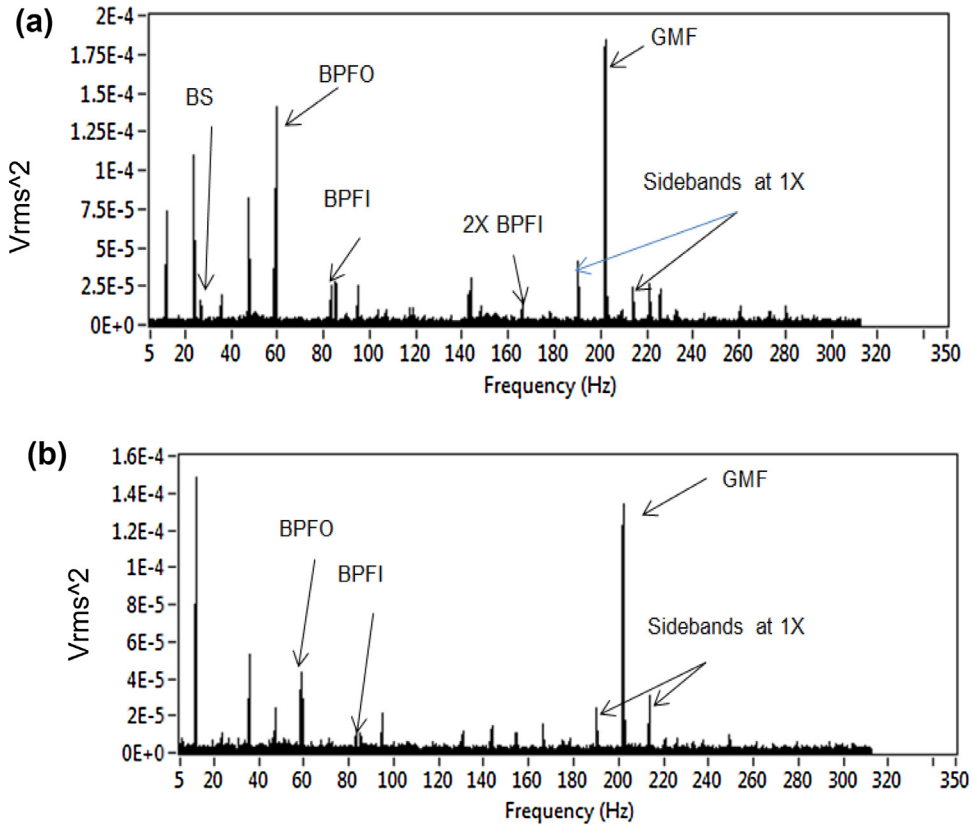 (a)
2E-4
1.75E-4
1.5E-4
1.25E-4
1E-4
7.5E-5
2.5E-5
0E+0
Vrms^2
BS
BPFO
BPFI
2X BPFI
GMF
Sidebands at 1X
5 20 40 60 80 100 120 140 160 180 200 220 240 260 280 300 320 350
Frequency (Hz)
(b)
1.6E-4
1.4E-4
1.2E-4
1E-4
8E-5
6E-5
4E-5
2E-5
0E+0
Vrms^2
BPFO
BPFI
GMF
Sidebands at 1X
5 20 40 60 80 100 120 140 160 180 200 220 240 260 280 300 320 350
Frequency (Hz)